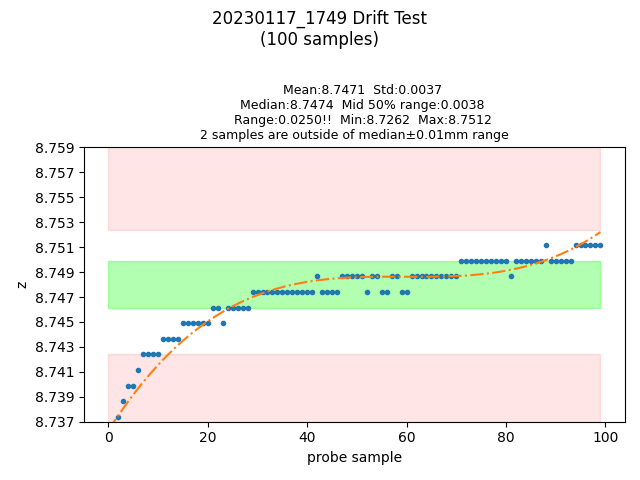 20230117_1749 Drift Test
(100 samples)
Mean:8.7471  Std:0.0037
Median:8.7474  Mid 50% range:0.0038
Range:0.0250!!  Min:8.7262  Max:8.7512
2 samples are outside of median±0.01mm range
8.759
8.757
8.755
8.753
8.751
8.749
8.747
8.745
8.743
8.741
8.739
8.737
z
0 20 40 60 80 100
probe sample